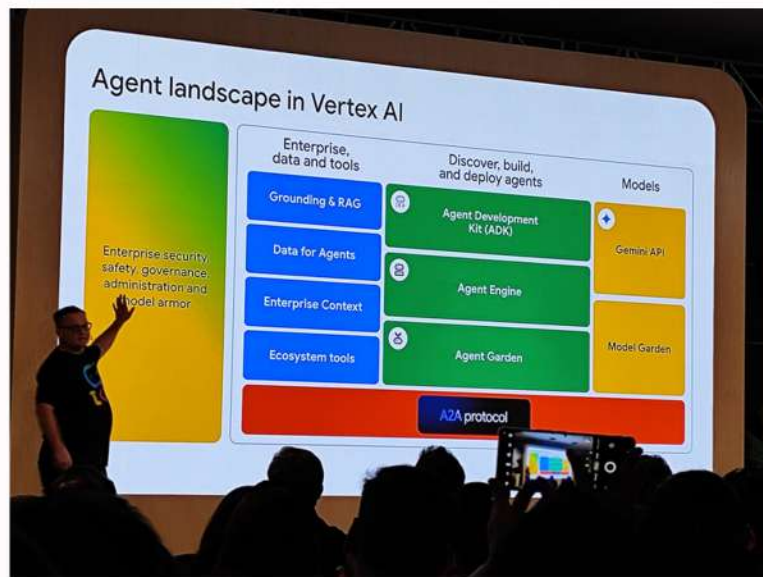 Agent landscape in Vertex AI
Enterprise security,
safety, governance,
administration and
model armor
Enterprise,
data and tools
Grounding & RAG
Data for Agents
Enterprise Context
Ecosystem tools
Discover, build,
and deploy agents
Agent Development
Kit (ADK)
Agent Engine
Agent Garden
Models
Gemini API
Model Garden
A2A protocol